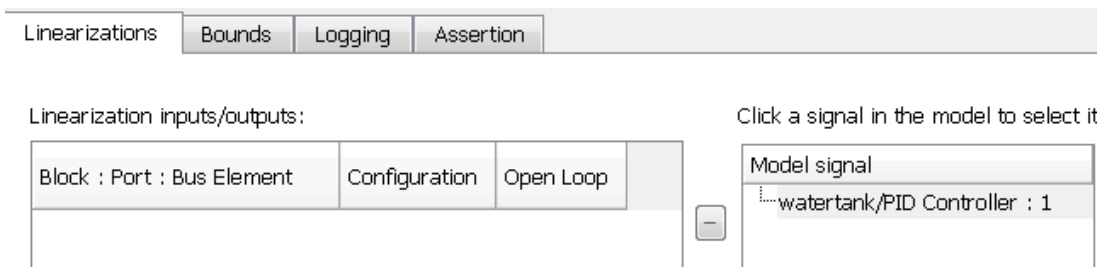 Linearizations Bounds Logging Assertion
Linearization inputs/outputs: Click a signal in the model to select it
Block : Port : Bus Element Configuration Open Loop Model signal
watertank/PID Controller : 1